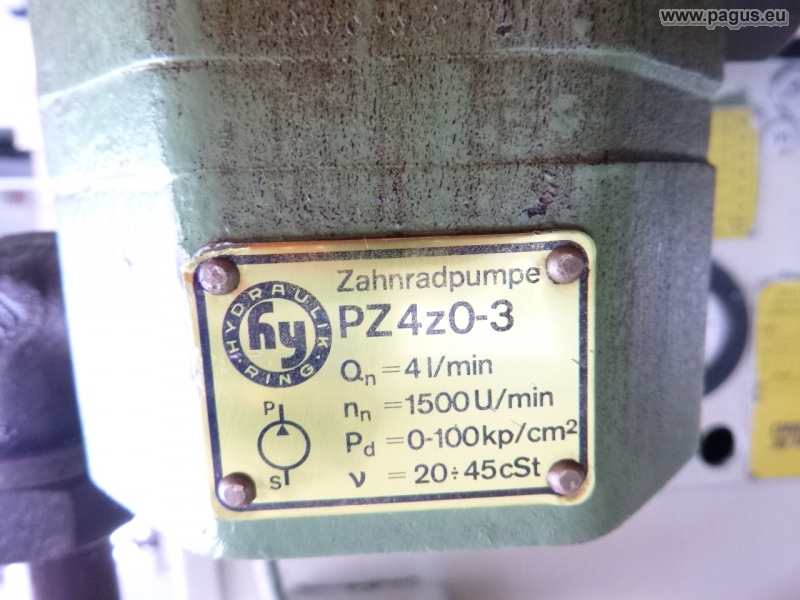 www.pagus.eu
Zahnradpumpe
HYDRAULIK · RING ·
hy
PZ4z0-3
Qn = 4 l/min
nn = 1500 U/min
P
Pd = 0-100kp/cm²
S
ν = 20÷45cSt